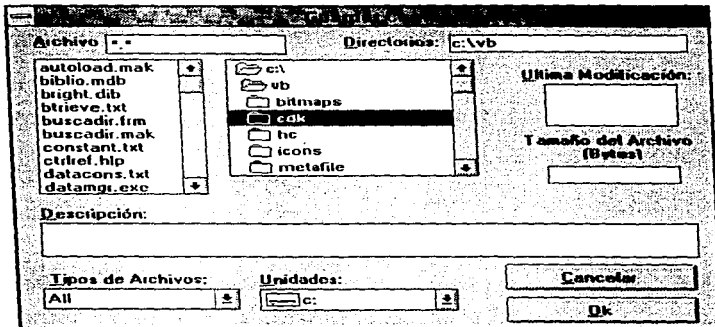 Archivo *.* Directorios: c:\vb
autoload.mak
biblio.mdb
bright.dib
btrieve.txt
buscadir.frm
buscadir.mak
constant.txt
ctrlref.hlp
datacons.txt
datamgr.exe
c:\
vb
bitmaps
cdk
hc
icons
metafile
Ultima Modificación:
Tamaño del Archivo
(Bytes)
Descripción:
Tipos de Archivos: Unidades:
All c:
Cancelar
Ok